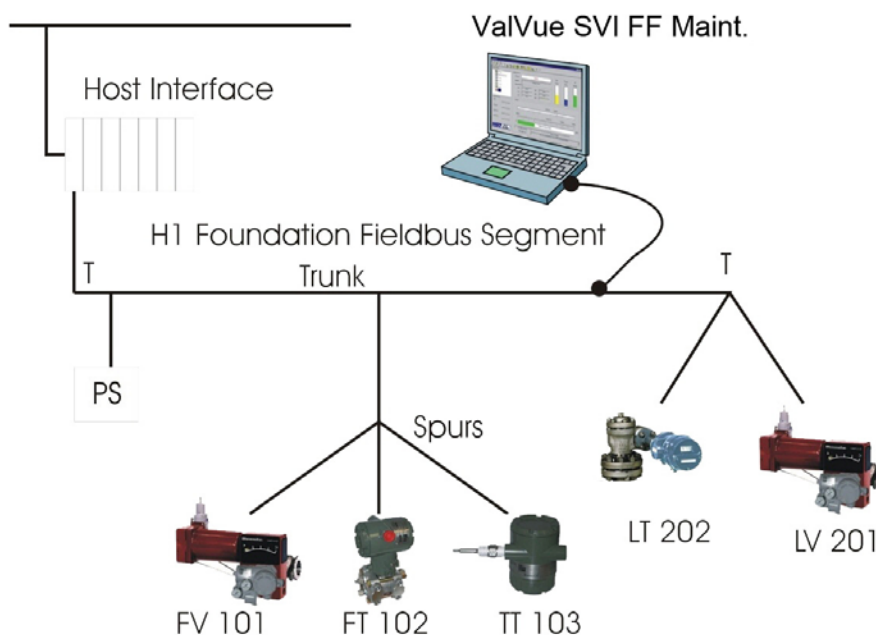 ValVue SVI FF Maint.
Host Interface
H1 Foundation Fieldbus Segment
T
Trunk
T
PS
Spurs
LT 202
LV 201
FV 101
FT 102
TT 103